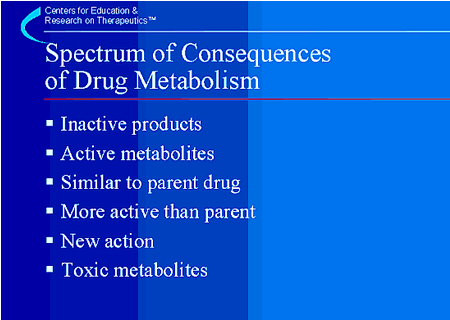 Centers for Education &
Research on Therapeutics™
Spectrum of Consequences
of Drug Metabolism
Inactive products
Active metabolites
Similar to parent drug
More active than parent
New action
Toxic metabolites